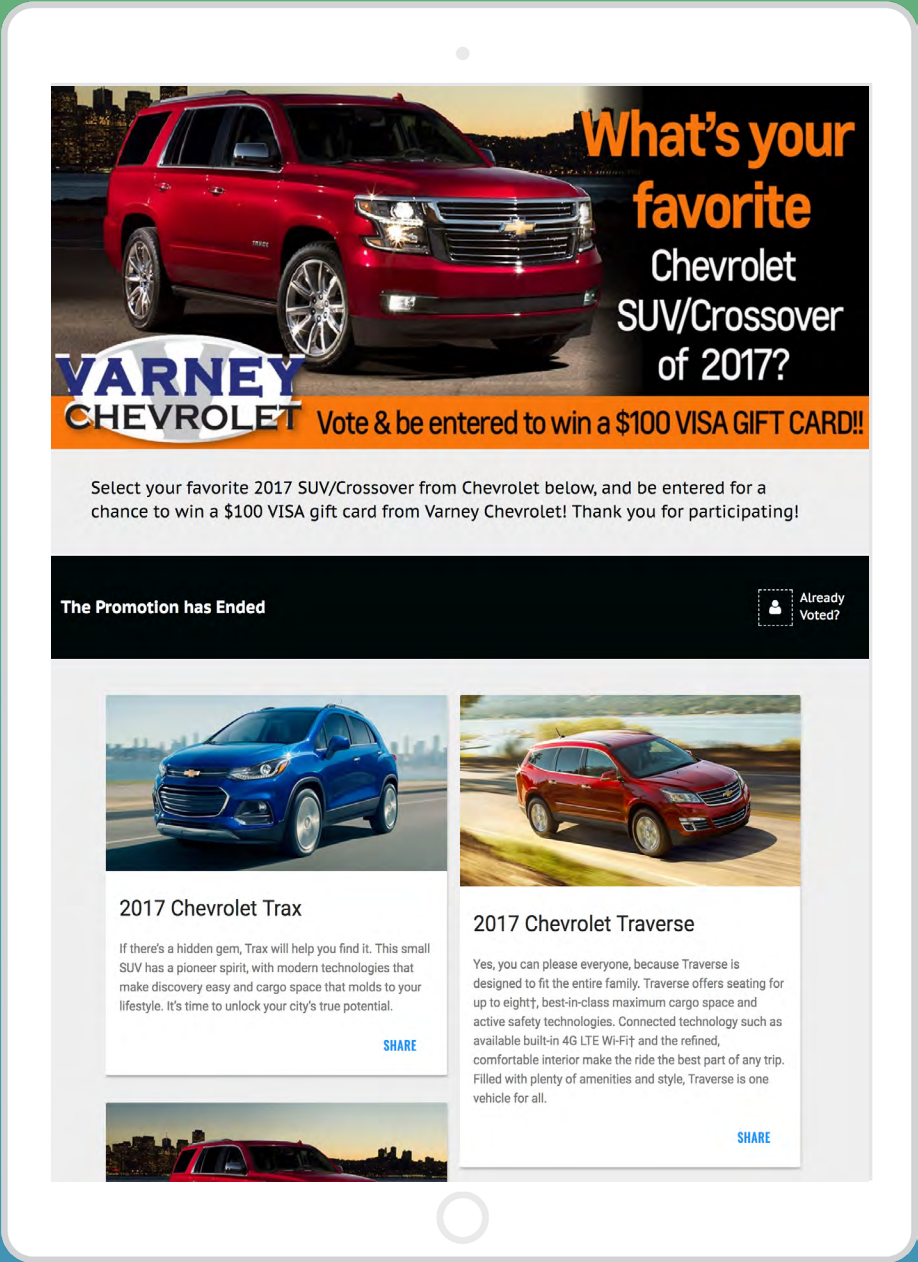 What's your
favorite
Chevrolet
SUV/Crossover
of 2017?
VARNEY
CHEVROLET
Vote & be entered to win a $100 VISA GIFT CARD!!
Select your favorite 2017 SUV/Crossover from Chevrolet below, and be entered for a
chance to win a $100 VISA gift card from Varney Chevrolet! Thank you for participating!
The Promotion has Ended
Already
Voted?
2017 Chevrolet Trax
If there's a hidden gem, Trax will help you find it. This small
SUV has a pioneer spirit, with modern technologies that
make discovery easy and cargo space that molds to your
lifestyle. It's time to unlock your city's true potential.
SHARE
2017 Chevrolet Traverse
Yes, you can please everyone, because Traverse is
designed to fit the entire family. Traverse offers seating for
up to eight†, best-in-class maximum cargo space and
active safety technologies. Connected technology such as
available built-in 4G LTE Wi-Fi† and the refined,
comfortable interior make the ride the best part of any trip.
Filled with plenty of amenities and style, Traverse is one
vehicle for all.
SHARE